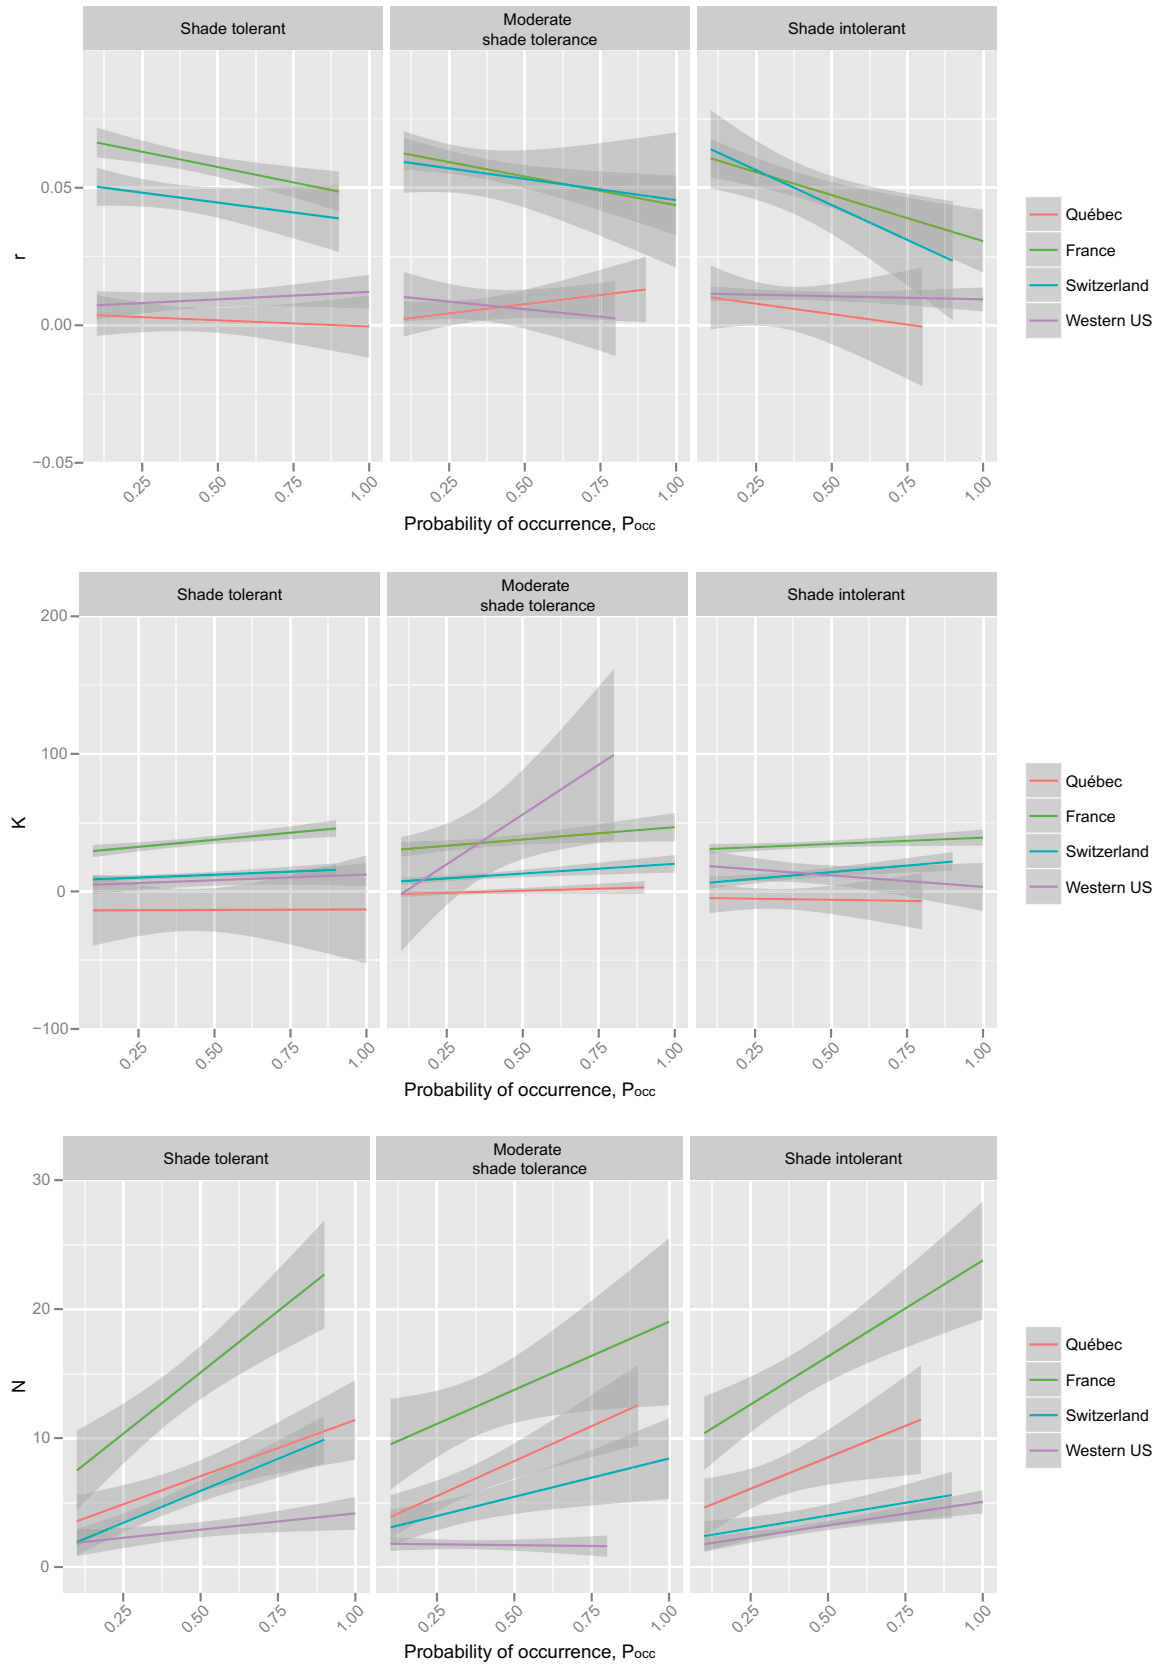 Shade tolerant
Moderate
shade tolerance
Shade intolerant
r
0.05
0.00
−0.05
0.25 0.50 0.75 1.00
0.25 0.50 0.75 1.00
0.25 0.50 0.75 1.00
Probability of occurrence, Pocc
Québec
France
Switzerland
Western US
Shade tolerant
Moderate
shade tolerance
Shade intolerant
K
200
100
0
−100
0.25 0.50 0.75 1.00
0.25 0.50 0.75 1.00
0.25 0.50 0.75 1.00
Probability of occurrence, Pocc
Québec
France
Switzerland
Western US
Shade tolerant
Moderate
shade tolerance
Shade intolerant
N
30
20
10
0
0.25 0.50 0.75 1.00
0.25 0.50 0.75 1.00
0.25 0.50 0.75 1.00
Probability of occurrence, Pocc
Québec
France
Switzerland
Western US